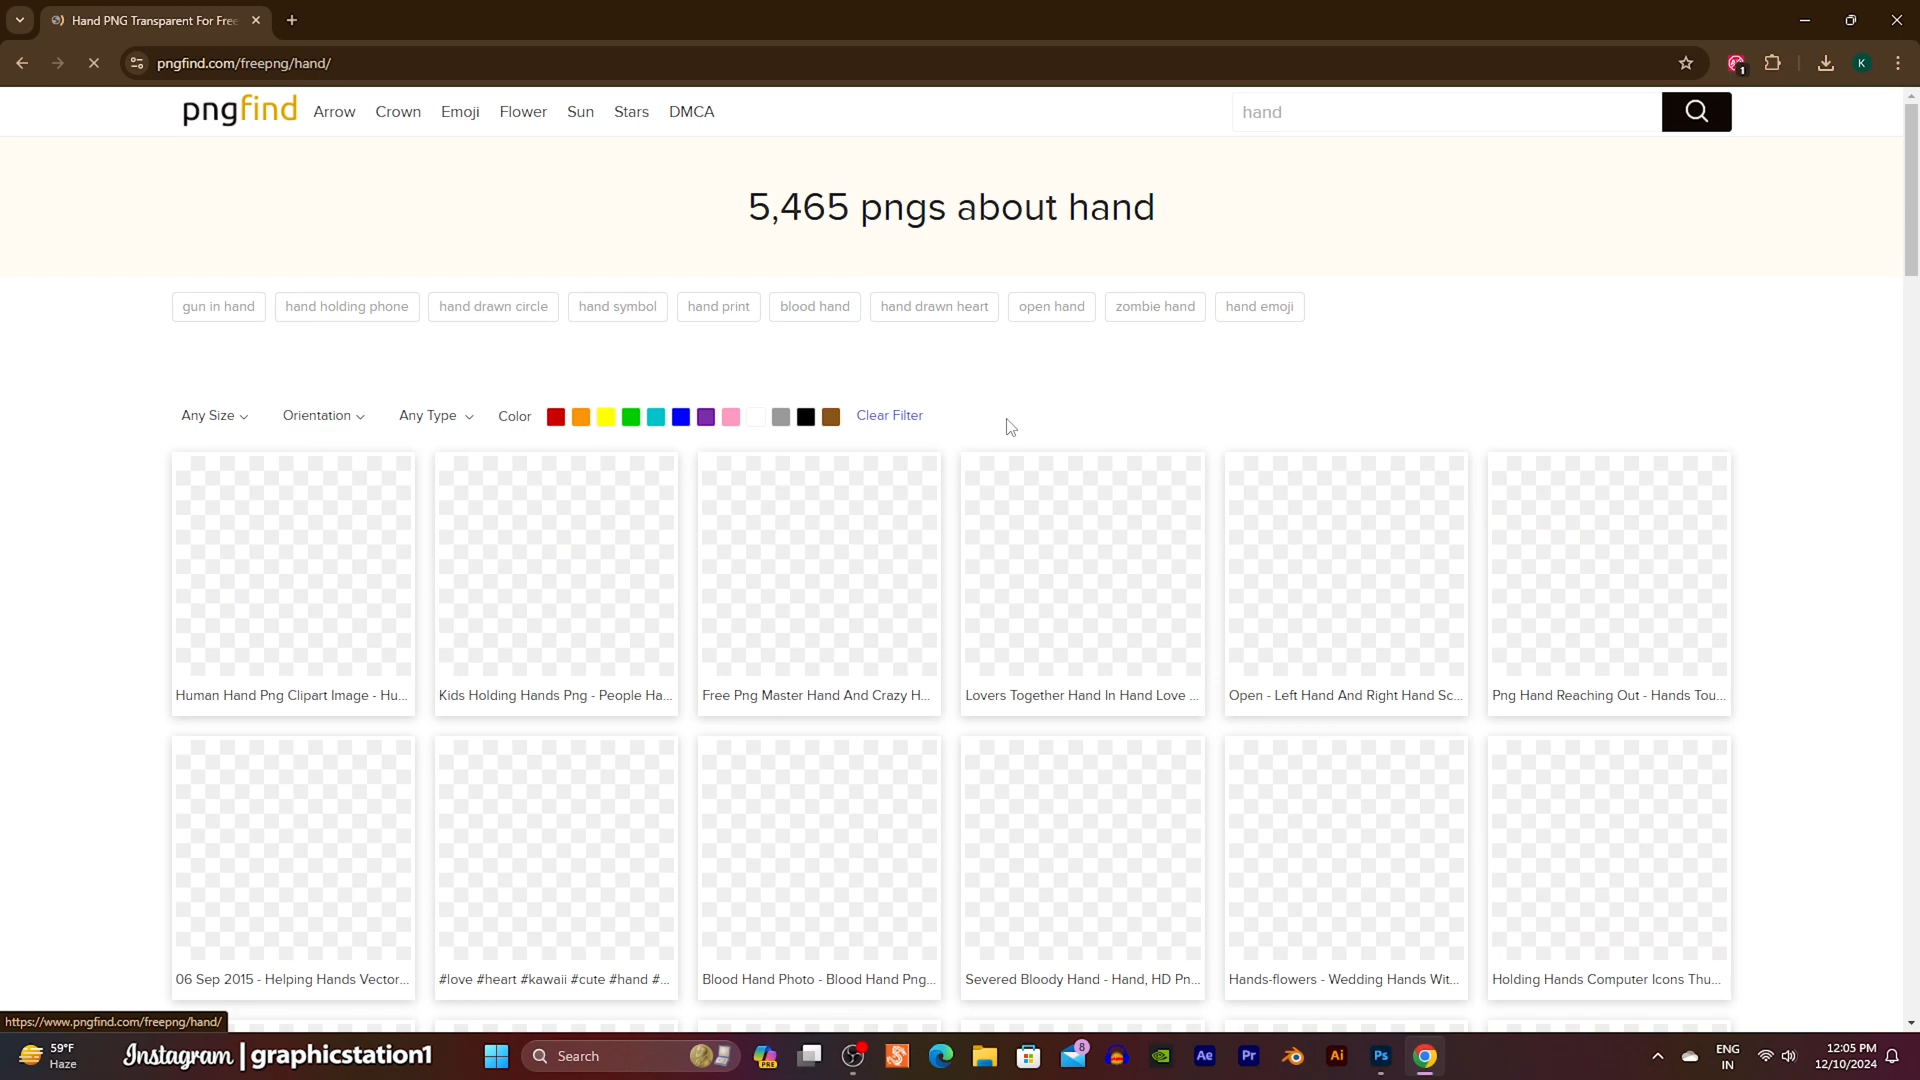 Hand PNG Transparent For Free
pngfind.com/freepng/hand/
1
K
pngfind
Arrow
Crown
Emoji
Flower
Sun
Stars
DMCA
hand
5,465 pngs about hand
gun in hand
hand holding phone
hand drawn circle
hand symbol
hand print
blood hand
hand drawn heart
open hand
zombie hand
hand emoji
Any Size
Orientation
Any Type
Color
Clear Filter
Human Hand Png Clipart Image - Hu...
Kids Holding Hands Png - People Ha...
Free Png Master Hand And Crazy H...
Lovers Together Hand In Hand Love ...
Open - Left Hand And Right Hand Sc...
Png Hand Reaching Out - Hands Tou...
06 Sep 2015 - Helping Hands Vector...
#love #heart #kawaii #cute #hand #...
Blood Hand Photo - Blood Hand Png...
Severed Bloody Hand - Hand, HD Pn...
Hands-flowers - Wedding Hands Wit...
Holding Hands Computer Icons Thu...
https://www.pngfind.com/freepng/hand/
59°F
Haze
Instagram | graphicstation1
Search
PRE
8
Ae
Pr
Ai
Ps
ENG
IN
12:05 PM
12/10/2024